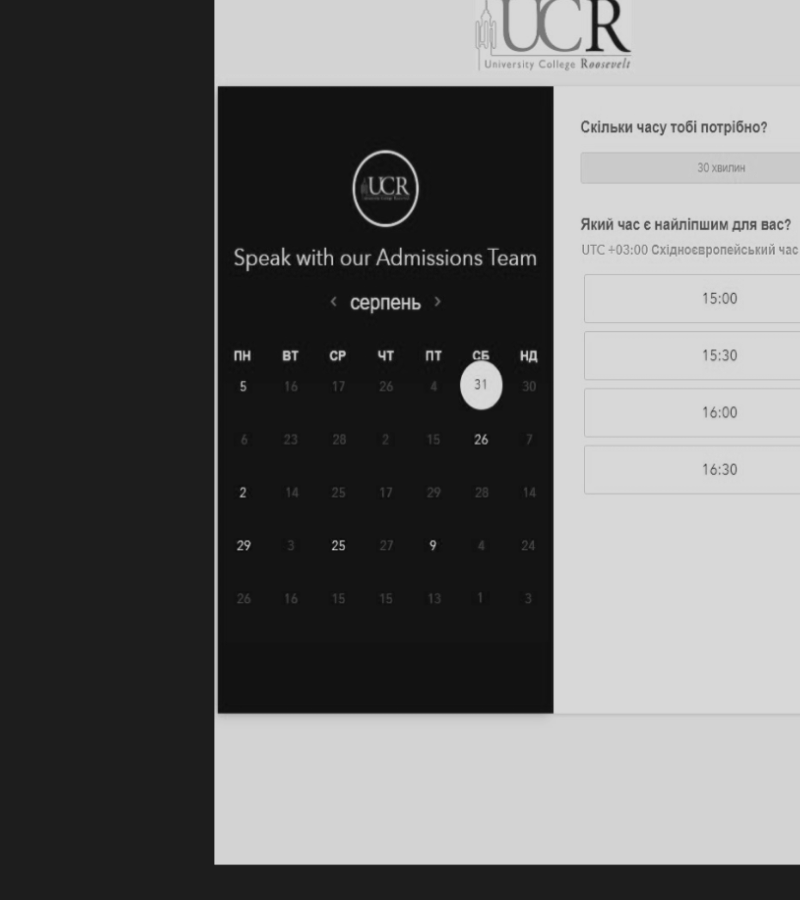 UCR
University College Roosevelt
UCR
Speak with our Admissions Team
‹ серпень ›
ПН ВТ СР ЧТ ПТ СБ НД
5 16 17 26 4 31 30
6 23 28 2 15 26 7
2 14 25 17 29 28 14
29 3 25 27 9 4 24
26 16 15 15 13 1 3
Скільки часу тобі потрібно?
30 хвилин
Який час є найліпшим для вас?
UTC +03:00 Східноєвропейський час
15:00
15:30
16:00
16:30